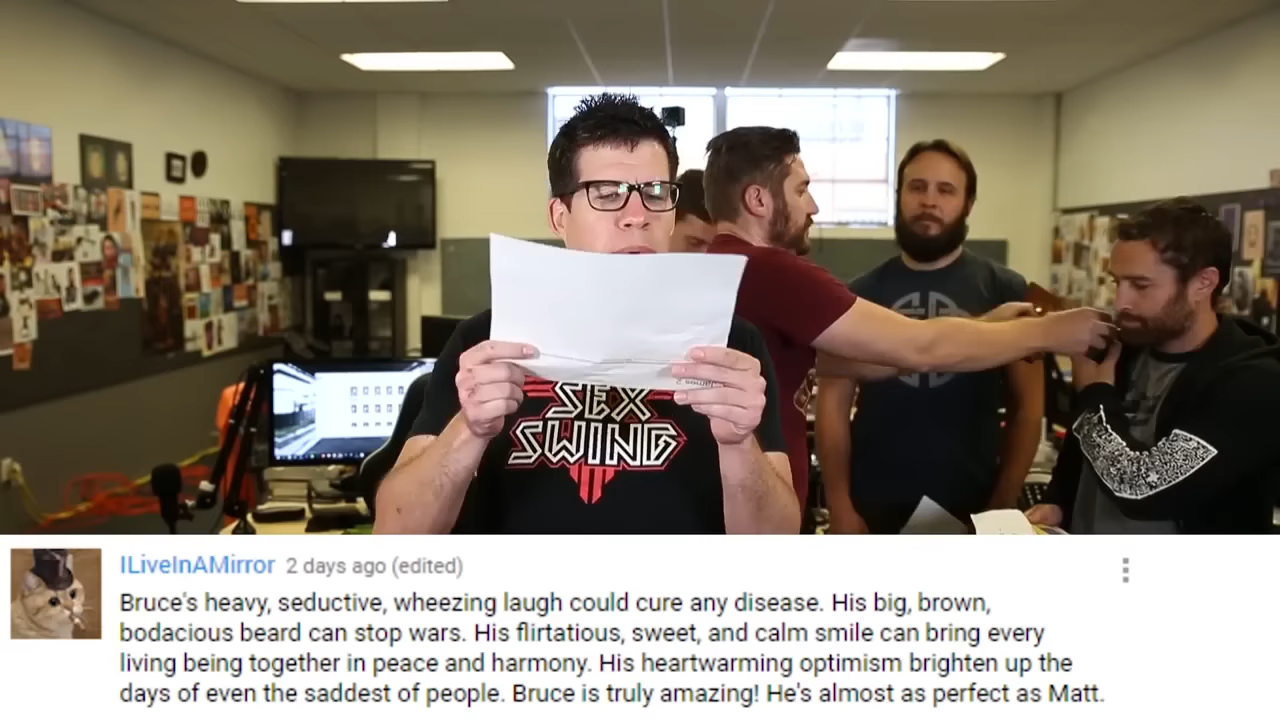 SEX
SWING
ILiveInAMirror 2 days ago (edited)
Bruce's heavy, seductive, wheezing laugh could cure any disease. His big, brown,
bodacious beard can stop wars. His flirtatious, sweet, and calm smile can bring every
living being together in peace and harmony. His heartwarming optimism brighten up the
days of even the saddest of people. Bruce is truly amazing! He's almost as perfect as Matt.